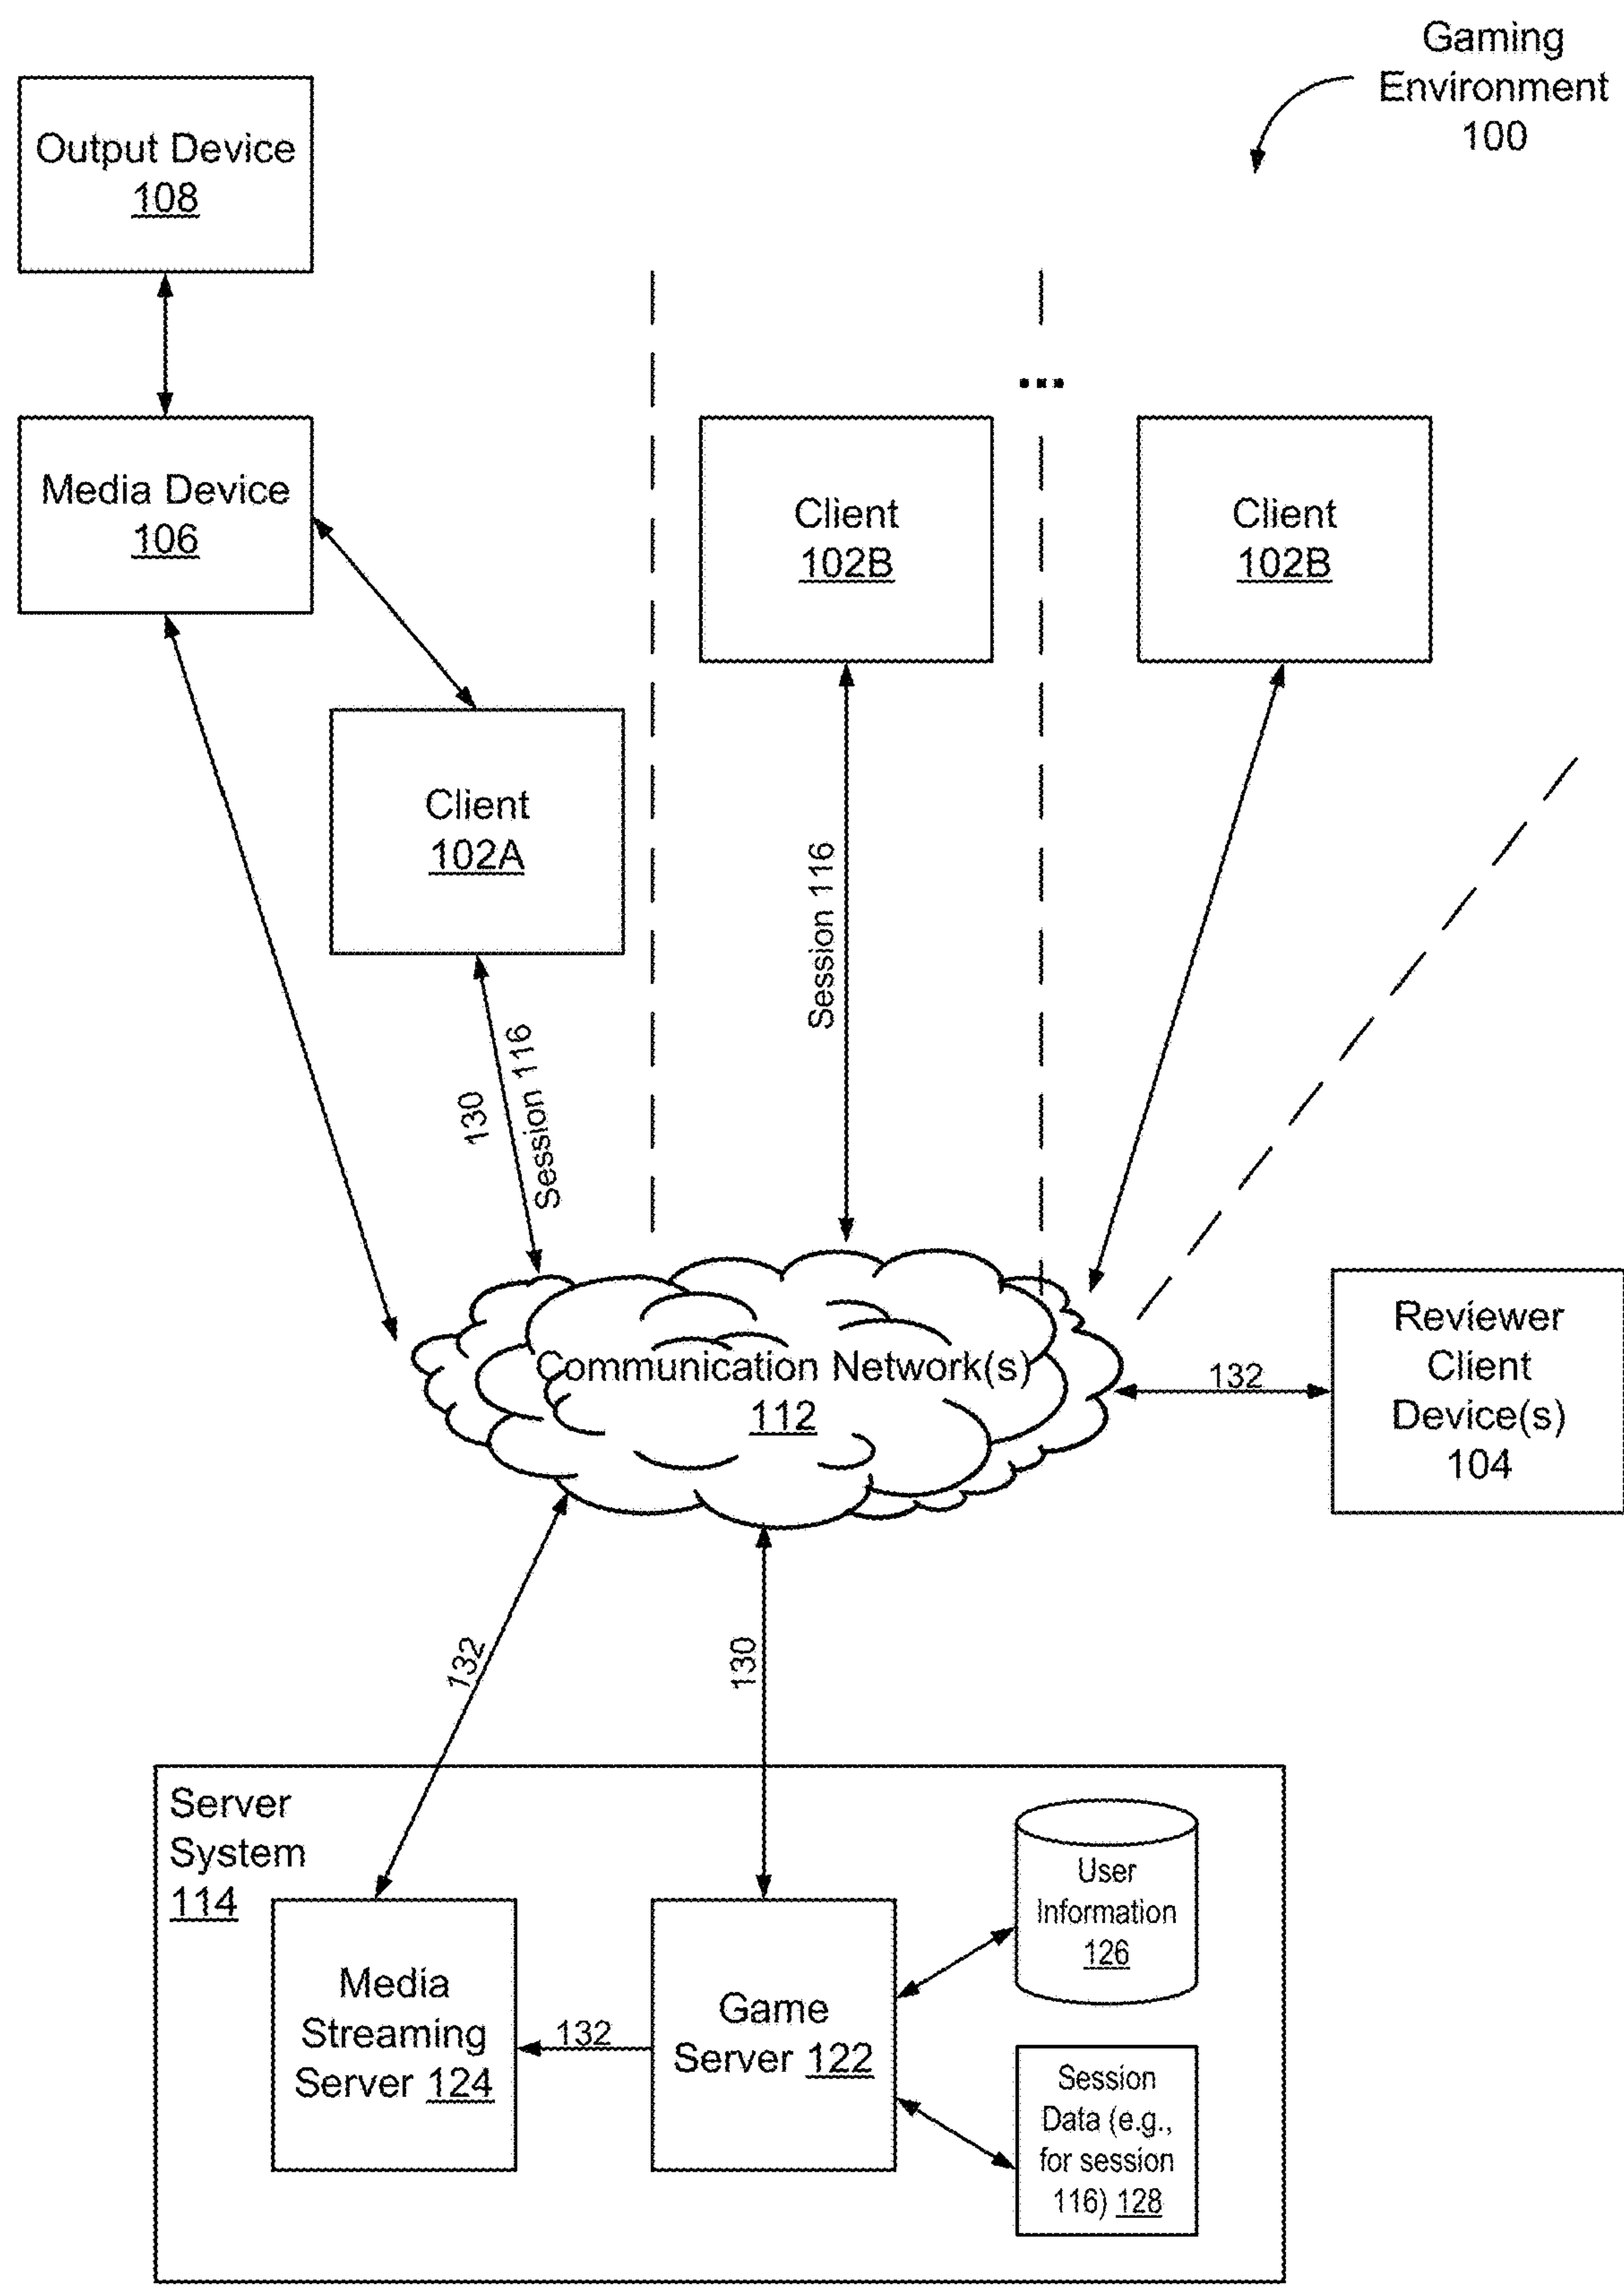 Gaming
Environment
100
Output Device
108
...
Media Device
106
Client
102B
Client
102B
Client
102A
Session 116
130
Session 116
Communication Network(s)
112
132
Reviewer
Client
Device(s)
104
132
130
Server
System
114
User
Information
126
Media
Streaming
Server 124
132
Game
Server 122
Session
Data (e.g.,
for session
116) 128